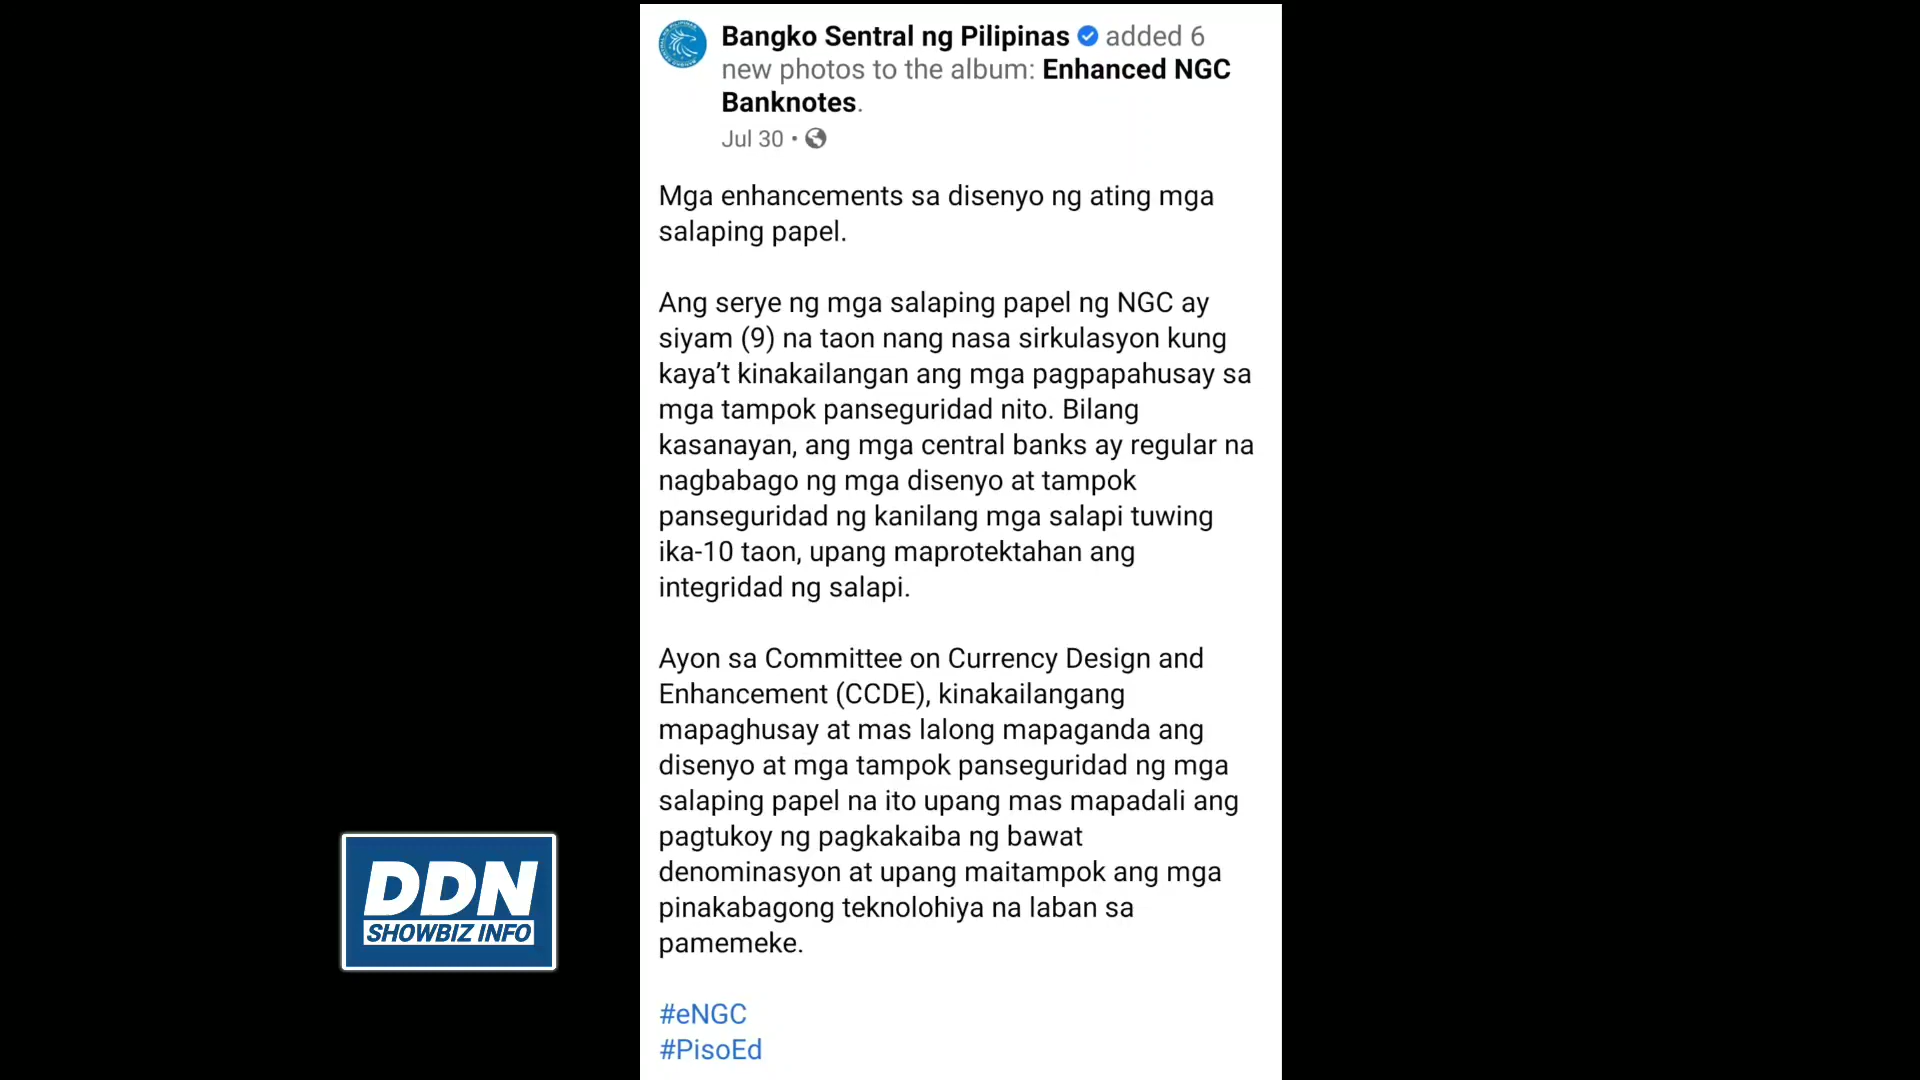 Bangko Sentral ng Pilipinas added 6
new photos to the album: Enhanced NGC
Banknotes.
Jul 30 •
Mga enhancements sa disenyo ng ating mga
salaping papel.
Ang serye ng mga salaping papel ng NGC ay
siyam (9) na taon nang nasa sirkulasyon kung
kaya’t kinakailangan ang mga pagpapahusay sa
mga tampok panseguridad nito. Bilang
kasanayan, ang mga central banks ay regular na
nagbabago ng mga disenyo at tampok
panseguridad ng kanilang mga salapi tuwing
ika-10 taon, upang maprotektahan ang
integridad ng salapi.
Ayon sa Committee on Currency Design and
Enhancement (CCDE), kinakailangang
mapaghusay at mas lalong mapaganda ang
disenyo at mga tampok panseguridad ng mga
salaping papel na ito upang mas mapadali ang
pagtukoy ng pagkakaiba ng bawat
denominasyon at upang maitampok ang mga
pinakabagong teknolohiya na laban sa
pamemeke.
#eNGC
#PisoEd
DDN
SHOWBIZ INFO